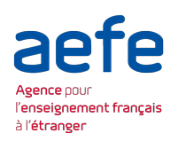 aefe
Agence pour
l'enseignement français
à l'étranger